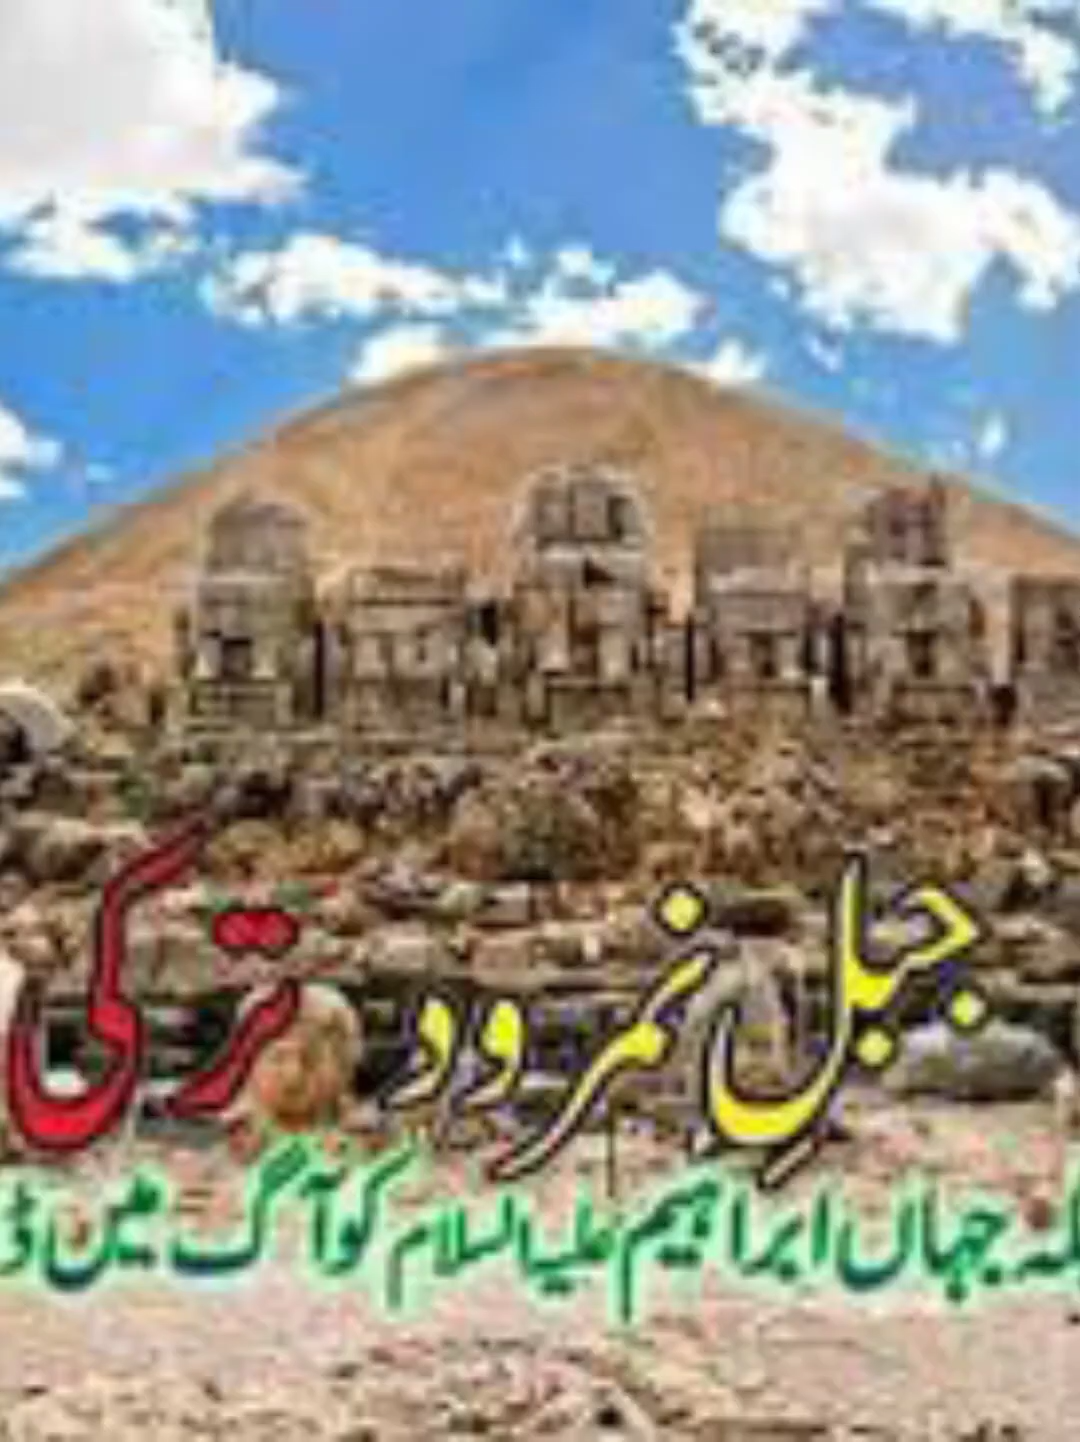 جبلِ نمرود ترکی
جہاں ابراہیم علیہ السلام کو آگ میں